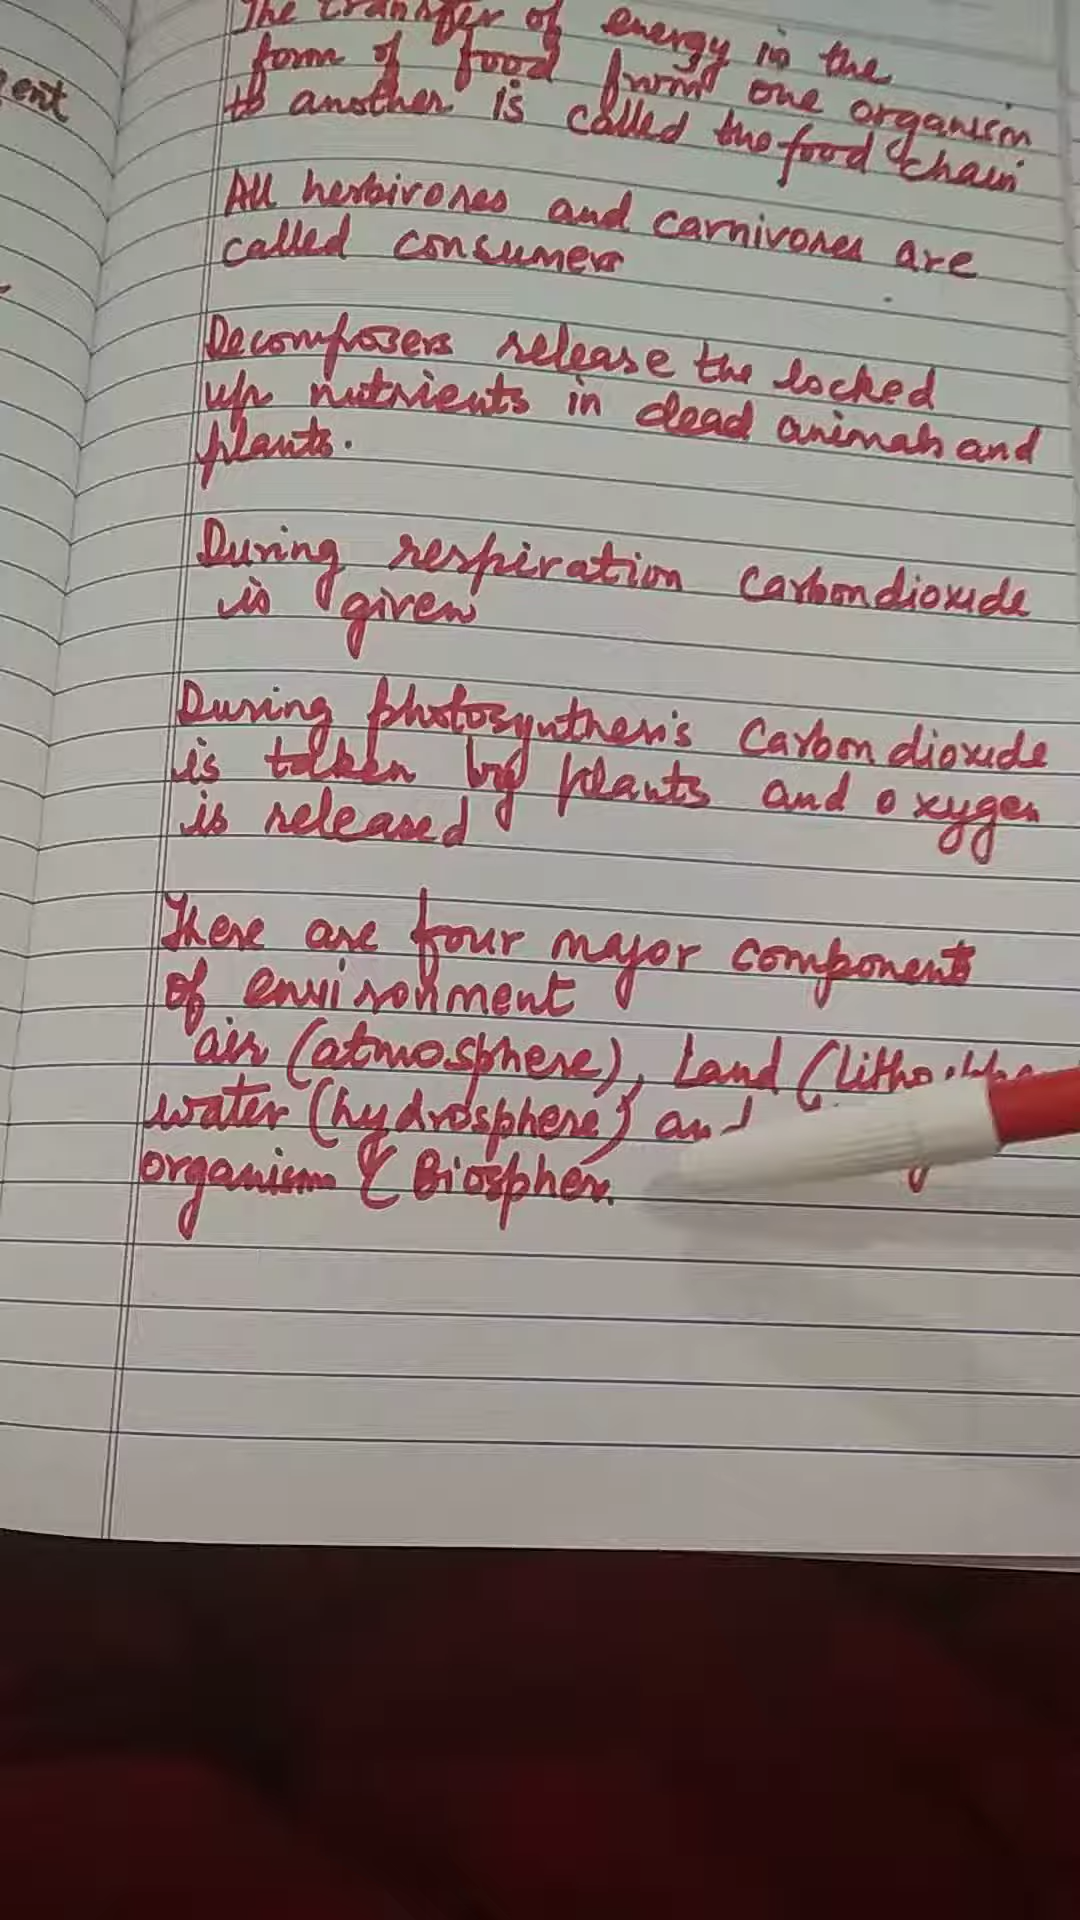 ent
The transfer of energy in the
form of food from one organism
to another is called the food chain
All herbivores and carnivores are
called consumers
Decomposers release the locked
up nutrients in dead animals and
plants.
During respiration Carbondioxide
is given
During photosynthesis Carbon dioxide
is taken by plants and oxygen
is released
There are four major components
of environment
air (atmosphere), Land (
water (hydrosphere) and
organism (Biosphere.